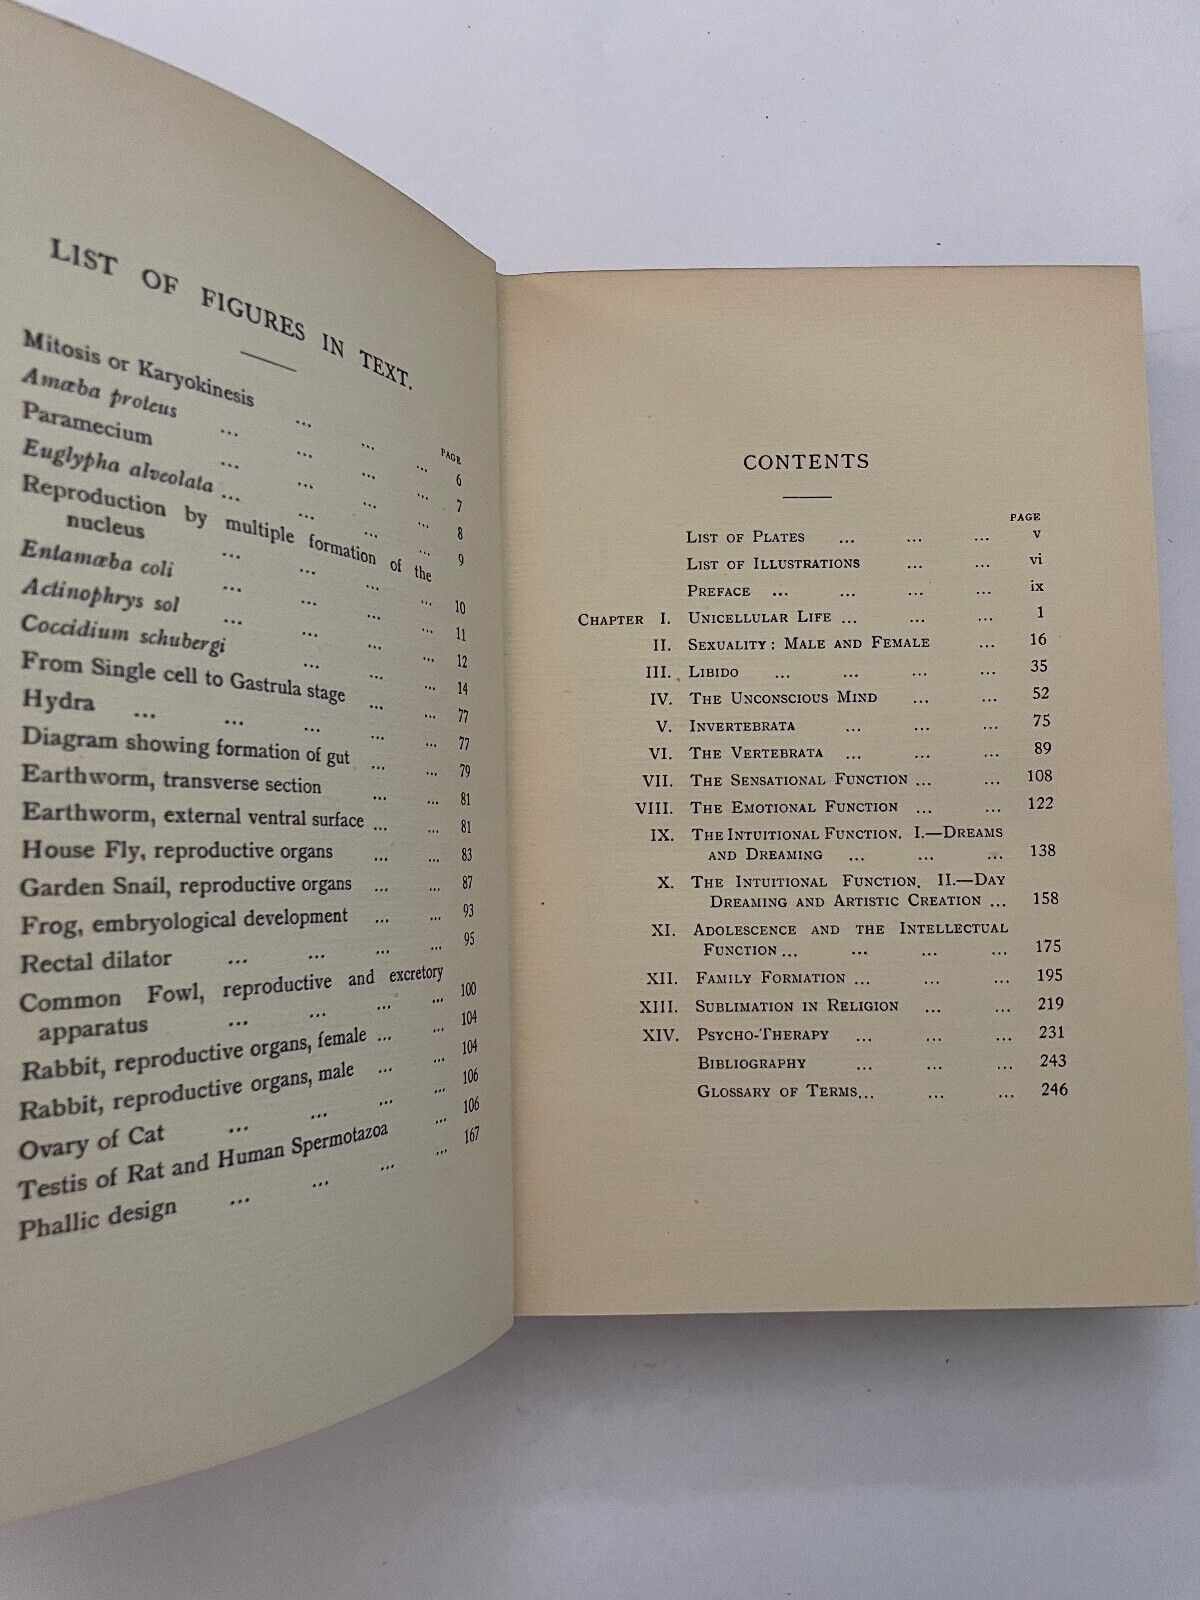 LIST OF FIGURES IN TEXT.
PAGE
Mitosis or Karyokinesis ... ... ... 6
Amœba proteus ... ... ... ... 7
Paramecium ... ... ... ... 8
Euglypha alveolata ... ... ... ... 9
Reproduction by multiple formation of the
nucleus ... ... ... ... 10
Entamœba coli ... ... ... ... 11
Actinophrys sol ... ... ... ... 12
Coccidium schubergi ... ... ... 14
From Single cell to Gastrula stage ... ... 77
Hydra ... ... ... ... ... 77
Diagram showing formation of gut ... ... 79
Earthworm, transverse section ... ... 81
Earthworm, external ventral surface ... ... 81
House Fly, reproductive organs ... ... 83
Garden Snail, reproductive organs ... ... 87
Frog, embryological development ... ... 93
Rectal dilator ... ... ... ... 95
Common Fowl, reproductive and excretory
apparatus ... ... ... ... 100
Rabbit, reproductive organs, female ... ... 104
Rabbit, reproductive organs, male ... ... 104
Ovary of Cat ... ... ... ... 106
Testis of Rat and Human Spermotazoa ... 106
Phallic design ... ... ... ... 167
CONTENTS
PAGE
LIST OF PLATES ... ... ... v
LIST OF ILLUSTRATIONS ... ... vi
PREFACE ... ... ... ... ix
CHAPTER I. UNICELLULAR LIFE ... ... ... 1
II. SEXUALITY: MALE AND FEMALE ... 16
III. LIBIDO ... ... ... ... 35
IV. THE UNCONSCIOUS MIND ... ... 52
V. INVERTEBRATA ... ... ... 75
VI. THE VERTEBRATA ... ... ... 89
VII. THE SENSATIONAL FUNCTION ... ... 108
VIII. THE EMOTIONAL FUNCTION ... ... 122
IX. THE INTUITIONAL FUNCTION. I.—DREAMS
AND DREAMING ... ... ... 138
X. THE INTUITIONAL FUNCTION. II.—DAY
DREAMING AND ARTISTIC CREATION ... 158
XI. ADOLESCENCE AND THE INTELLECTUAL
FUNCTION ... ... ... ... 175
XII. FAMILY FORMATION ... ... ... 195
XIII. SUBLIMATION IN RELIGION ... ... 219
XIV. PSYCHO-THERAPY ... ... ... 231
BIBLIOGRAPHY ... ... ... 243
GLOSSARY OF TERMS... ... ... 246